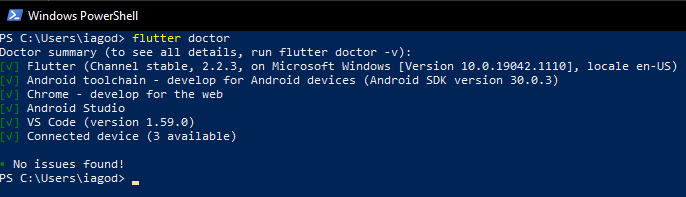 Windows PowerShell
PS C:\Users\iagod> flutter doctor
Doctor summary (to see all details, run flutter doctor -v):
[√] Flutter (Channel stable, 2.2.3, on Microsoft Windows [Version 10.0.19042.1110], locale en-US)
[√] Android toolchain - develop for Android devices (Android SDK version 30.0.3)
[√] Chrome - develop for the web
[√] Android Studio
[√] VS Code (version 1.59.0)
[√] Connected device (3 available)
• No issues found!
PS C:\Users\iagod>